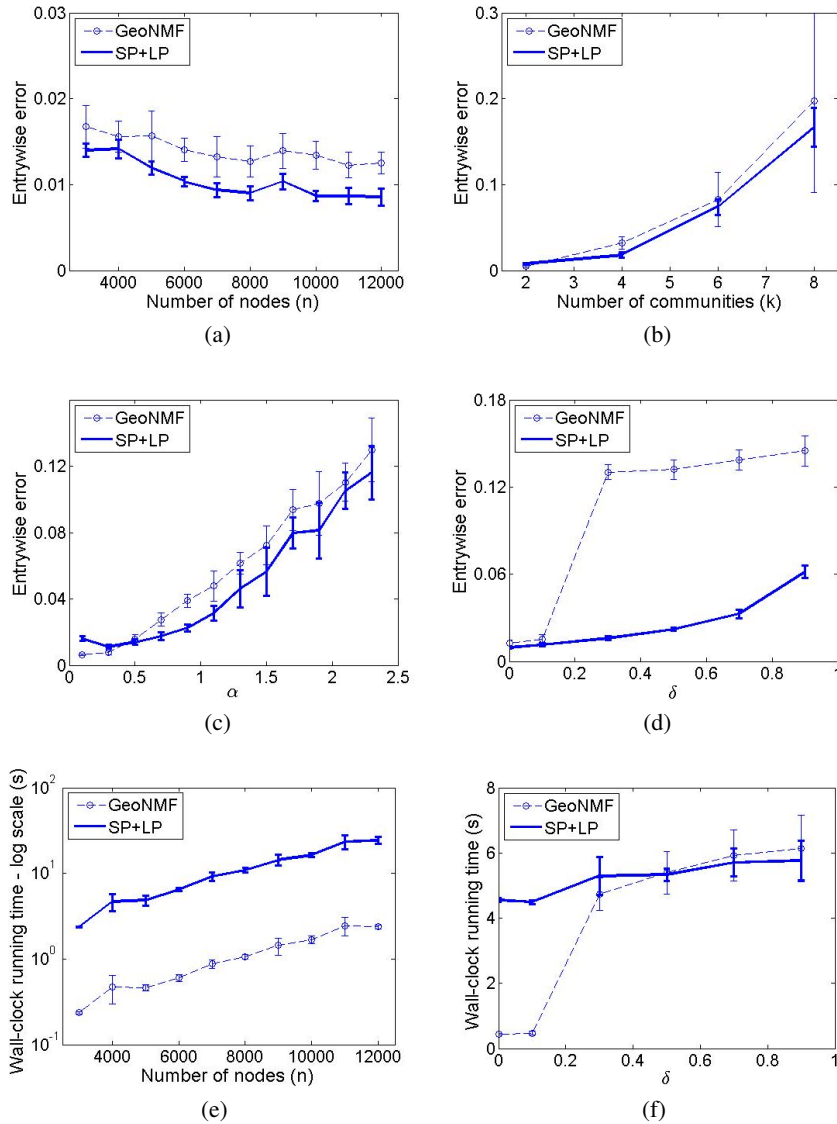 GeoNMF
SP+LP
Entrywise error
0.03
0.02
0.01
0
4000 6000 8000 10000 12000
Number of nodes (n)
(a)
GeoNMF
SP+LP
Entrywise error
0.3
0.2
0.1
0
2 3 4 5 6 7 8
Number of communities (k)
(b)
GeoNMF
SP+LP
Entrywise error
0.12
0.08
0.04
0
0 0.5 1 1.5 2 2.5
α
(c)
GeoNMF
SP+LP
Entrywise error
0.18
0.12
0.06
0
0 0.2 0.4 0.6 0.8 1
δ
(d)
GeoNMF
SP+LP
Wall-clock running time - log scale (s)
10^2
10^1
10^0
10^-1
4000 6000 8000 10000 12000
Number of nodes (n)
(e)
GeoNMF
SP+LP
Wall-clock running time (s)
8
6
4
2
0
0 0.2 0.4 0.6 0.8 1
δ
(f)